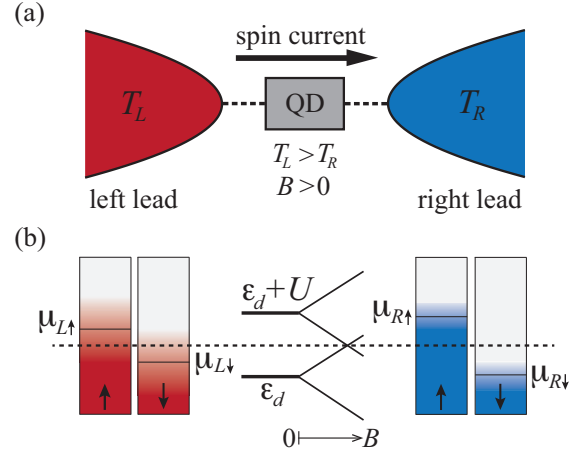 (a)
spin current
T_L
QD
T_R
T_L > T_R
B > 0
left lead
right lead
(b)
μ_L↑
μ_L↓
ε_d + U
ε_d
0
B
μ_R↑
μ_R↓
↑
↓
↑
↓